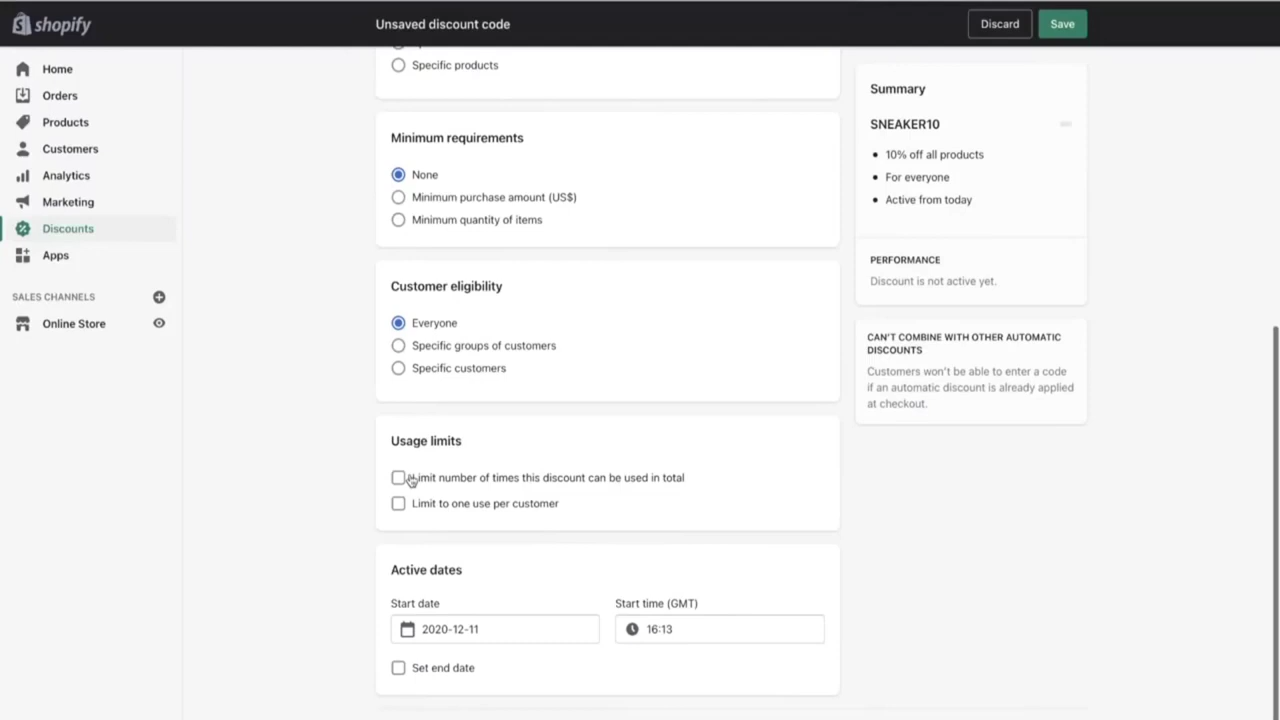 shopify
Unsaved discount code
Discard
Save
Home
Orders
Products
Customers
Analytics
Marketing
Discounts
Apps
SALES CHANNELS
Online Store
Specific products
Minimum requirements
None
Minimum purchase amount (US$)
Minimum quantity of items
Customer eligibility
Everyone
Specific groups of customers
Specific customers
Usage limits
Limit number of times this discount can be used in total
Limit to one use per customer
Active dates
Start date
Start time (GMT)
2020-12-11
16:13
Set end date
Summary
SNEAKER10
• 10% off all products
• For everyone
• Active from today
PERFORMANCE
Discount is not active yet.
CAN'T COMBINE WITH OTHER AUTOMATIC
DISCOUNTS
Customers won't be able to enter a code
if an automatic discount is already applied
at checkout.